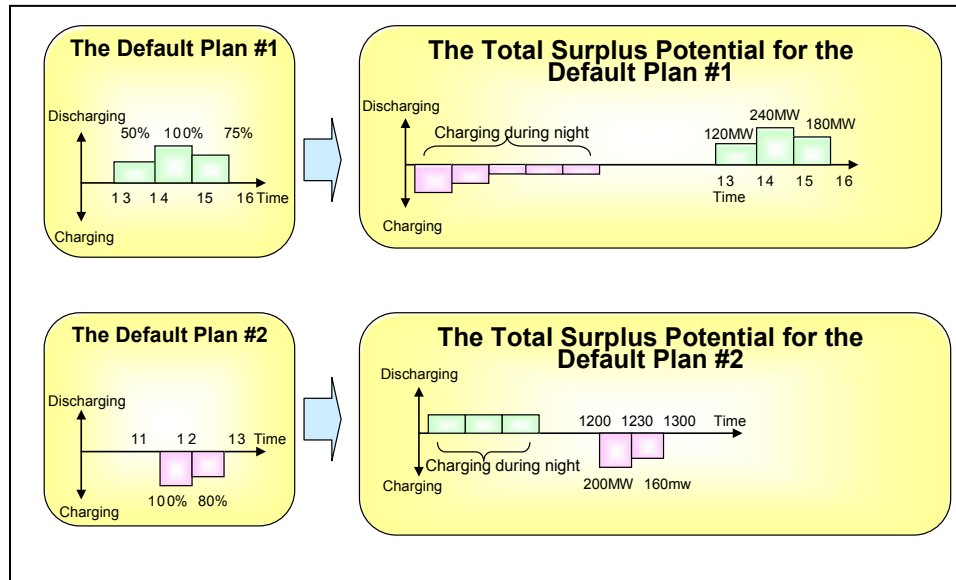 The Default Plan #1
Discharging
50% 100% 75%
13 14 15 16 Time
Charging
The Total Surplus Potential for the
Default Plan #1
Discharging
Charging during night
120MW 240MW 180MW
13 14 15 16
Time
Charging
The Default Plan #2
Discharging
11 12 13 Time
100% 80%
Charging
The Total Surplus Potential for the
Default Plan #2
Discharging
1200 1230 1300 Time
Charging during night
200MW 160mw
Charging